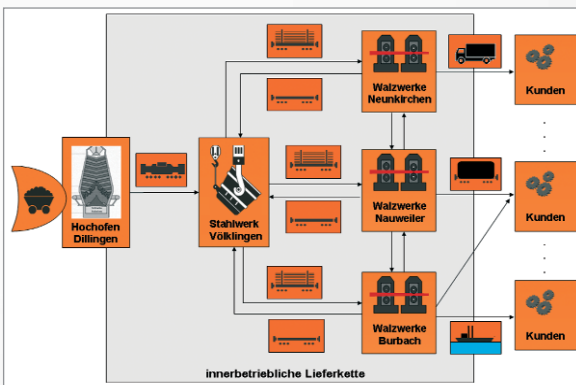 Walzwerke
Neunkirchen
Kunden
Hochofen
Dillingen
Stahlwerk
Völklingen
Walzwerke
Nauweiler
Kunden
Walzwerke
Burbach
Kunden
innerbetriebliche Lieferkette